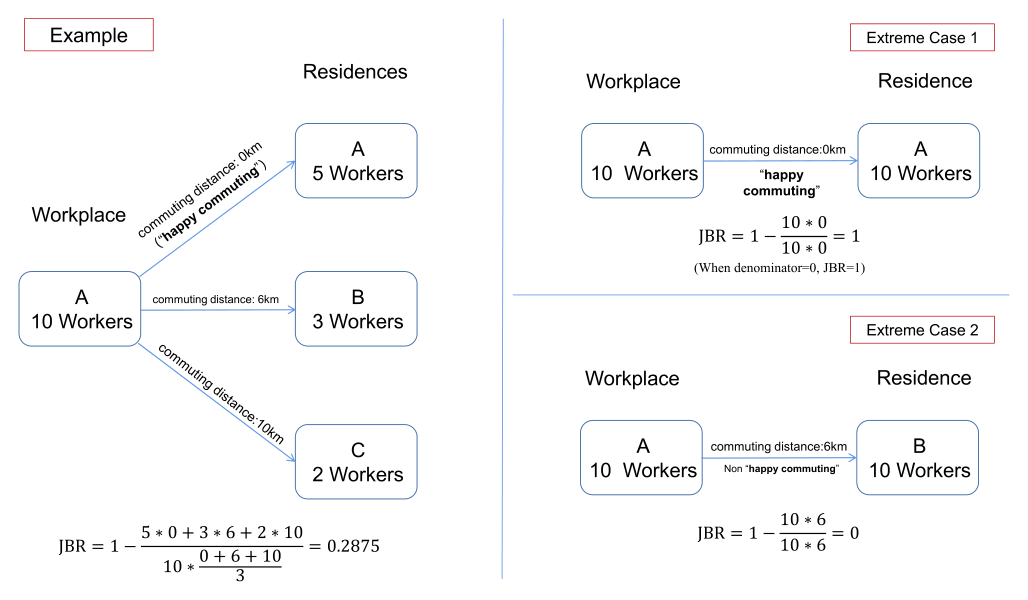 Example
Residences
Workplace
commuting distance: 0km
("happy commuting")
A
5 Workers
A
10 Workers
commuting distance: 6km
B
3 Workers
commuting distance:10km
C
2 Workers
JBR = 1 − (5 * 0 + 3 * 6 + 2 * 10) / (10 * (0 + 6 + 10) / 3) = 0.2875
Extreme Case 1
Workplace
Residence
A
10 Workers
commuting distance:0km
"happy
commuting"
A
10 Workers
JBR = 1 − (10 * 0) / (10 * 0) = 1
(When denominator=0, JBR=1)
Extreme Case 2
Workplace
Residence
A
10 Workers
commuting distance:6km
Non "happy commuting"
B
10 Workers
JBR = 1 − (10 * 6) / (10 * 6) = 0